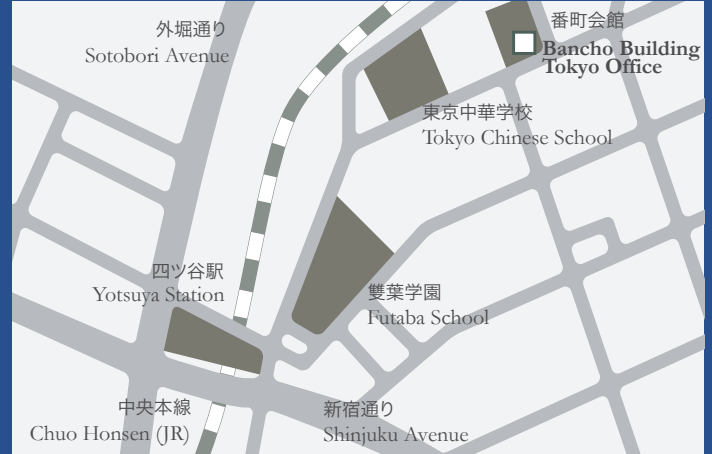 外堀通り
Sotobori Avenue
番町会館
Bancho Building
Tokyo Office
東京中華学校
Tokyo Chinese School
四ツ谷駅
Yotsuya Station
雙葉学園
Futaba School
中央本線
Chuo Honsen (JR)
新宿通り
Shinjuku Avenue